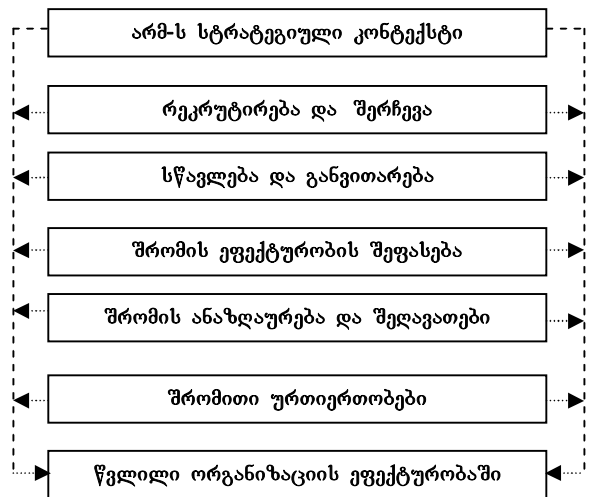 არმ-ს სტრატეგიული კონტექსტი
რეკრუტირება და შერჩევა
სწავლება და განვითარება
შრომის ეფექტურობის შეფასება
შრომის ანაზღაურება და შეღავათები
შრომითი ურთიერთობები
წვლილი ორგანიზაციის ეფექტურობაში